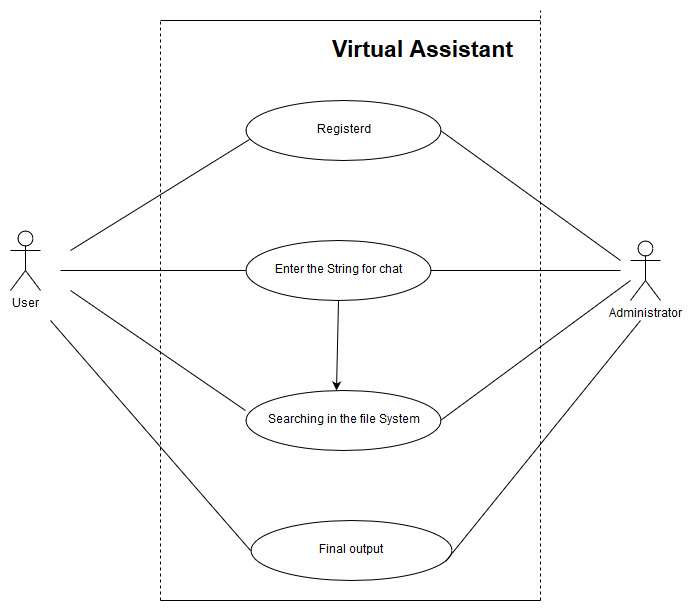 Virtual Assistant
Registerd
Enter the String for chat
User
Administrator
Searching in the file System
Final output